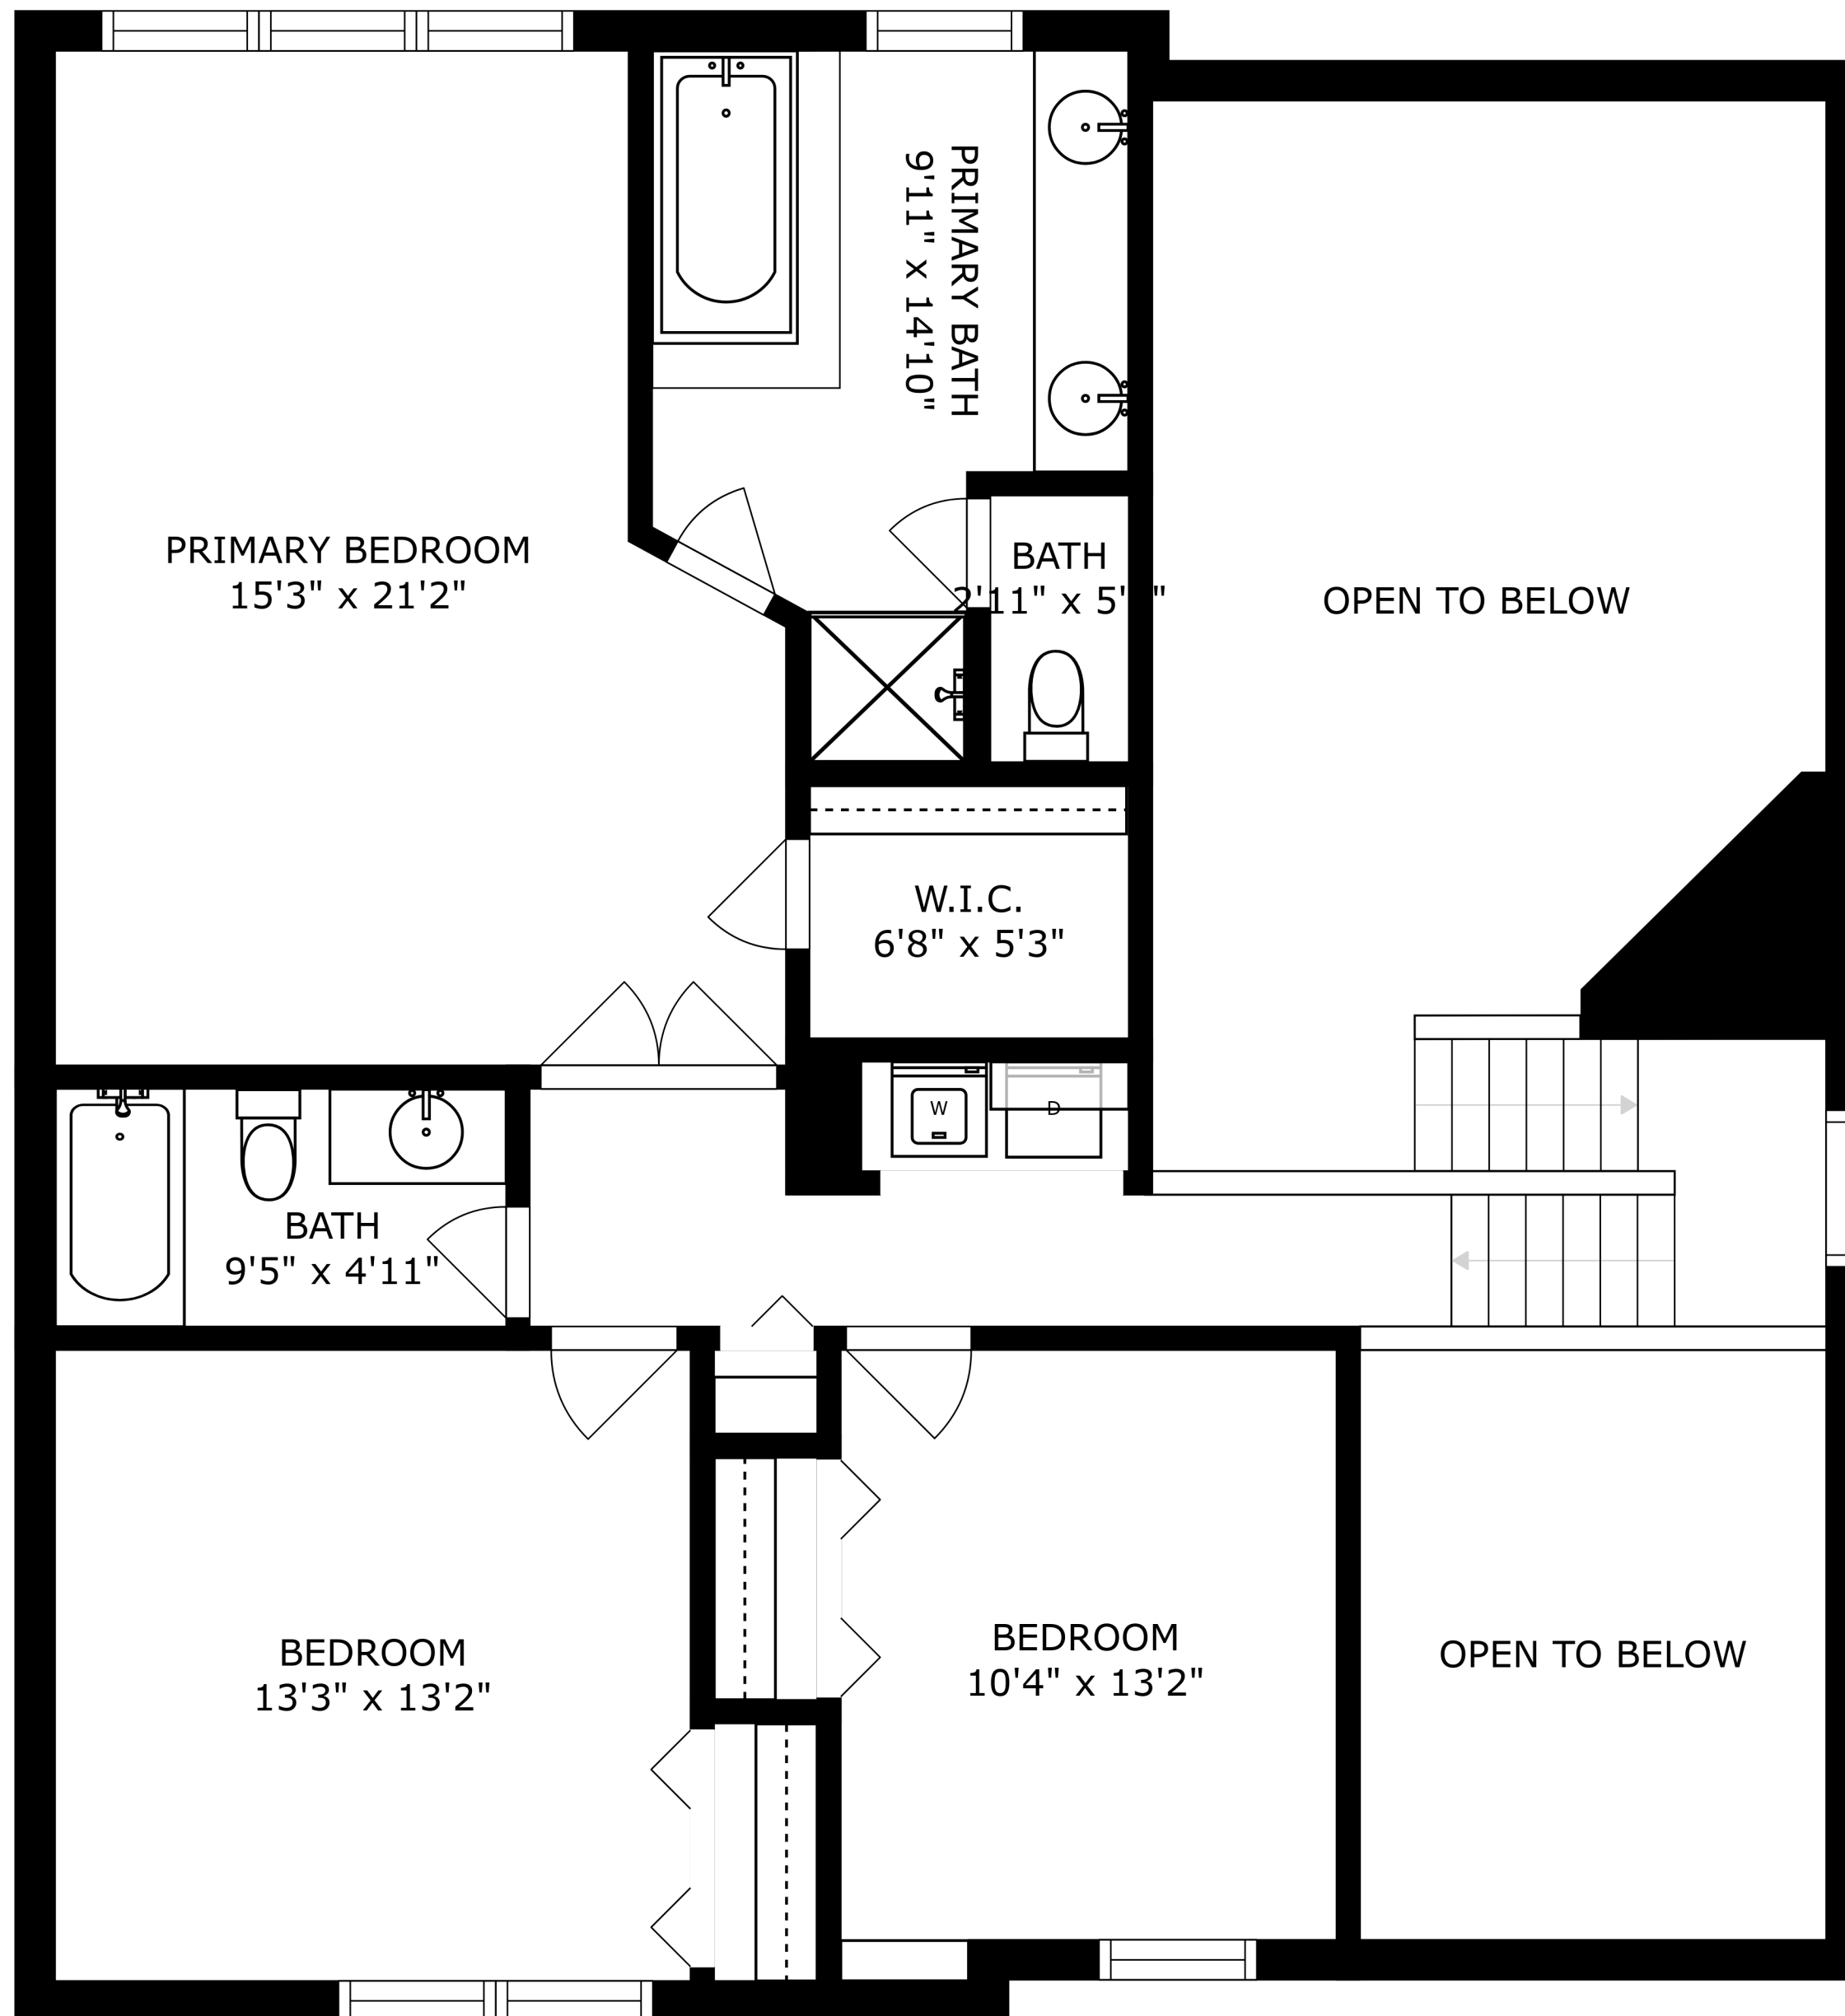 PRIMARY BATH
9'11" x 14'10"
PRIMARY BEDROOM
15'3" x 21'2"
BATH
2'11" x
OPEN TO BELOW
W.I.C.
6'8" x 5'3"
W
D
BATH
9'5" x 4'11"
BEDROOM
13'3" x 13'2"
BEDROOM
10'4" x 13'2"
OPEN TO BELOW